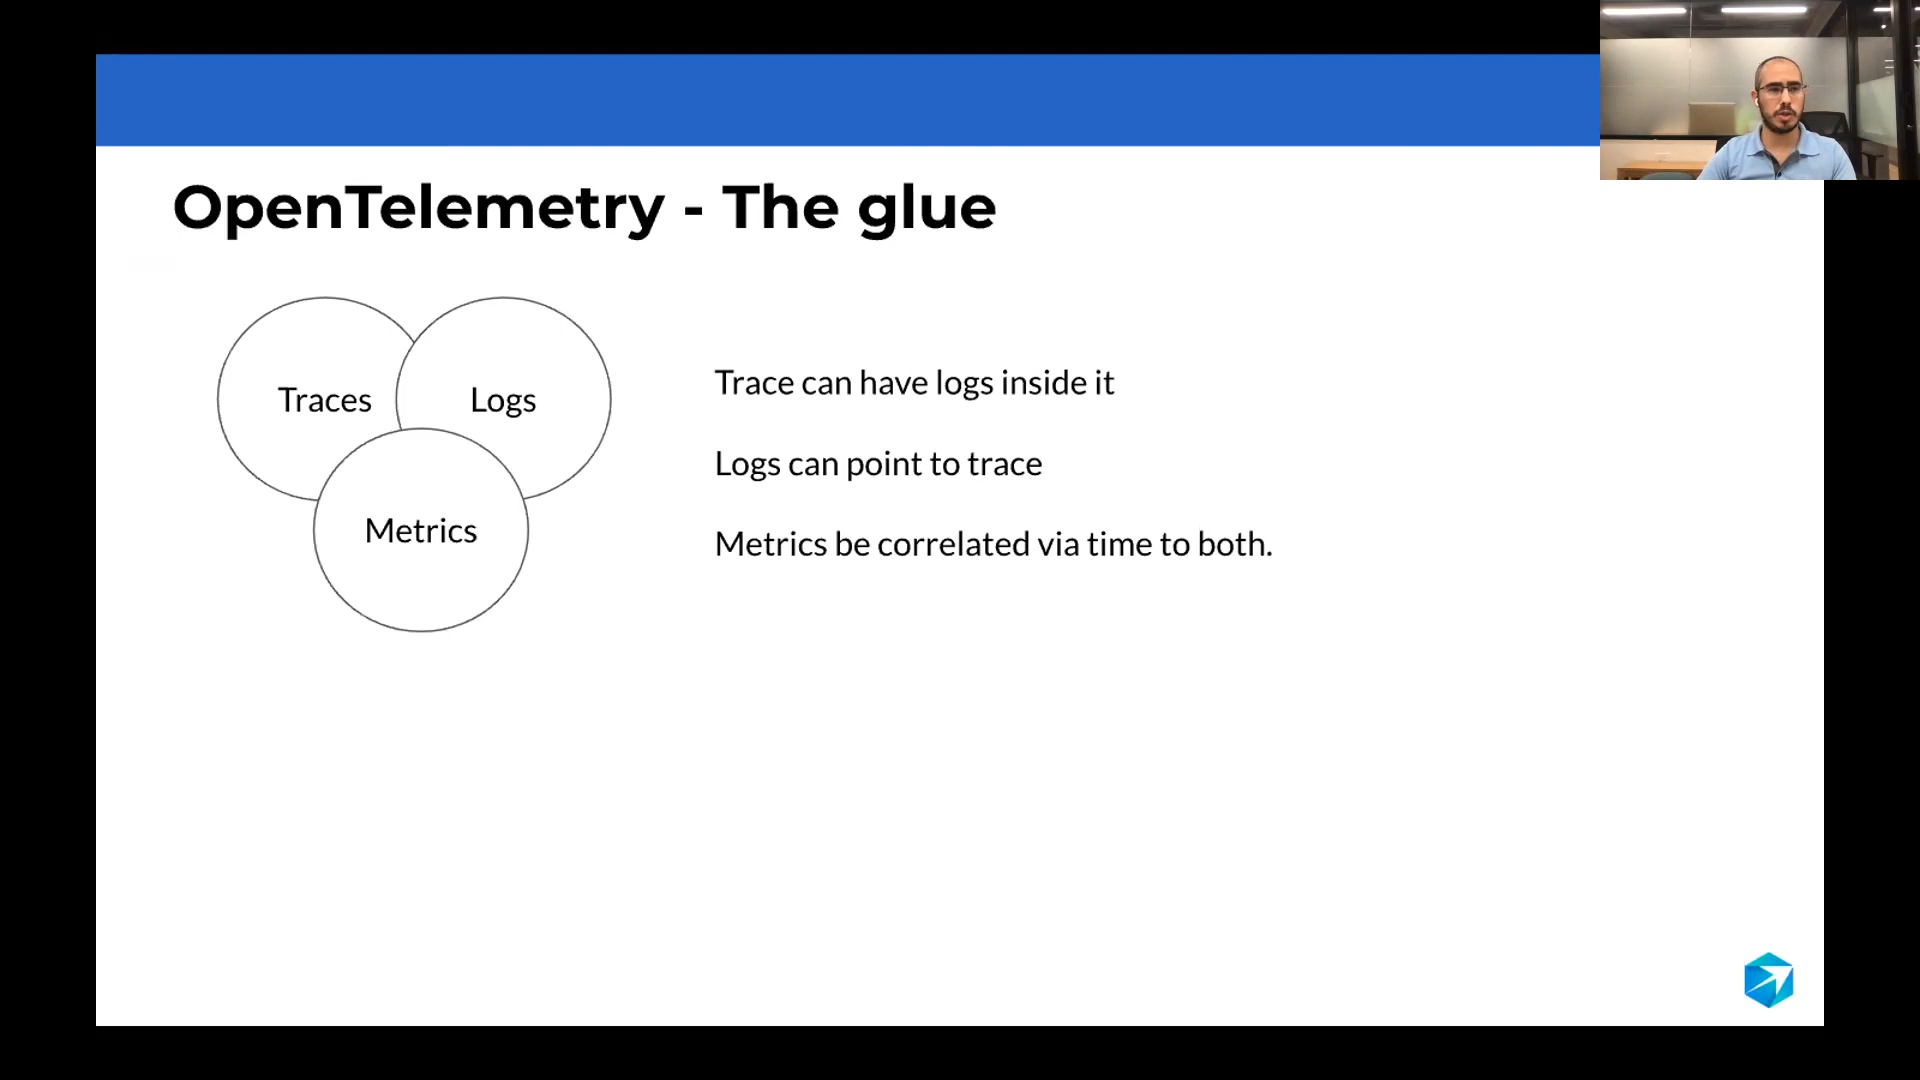 OpenTelemetry - The glue
Traces
Logs
Metrics
Trace can have logs inside it
Logs can point to trace
Metrics be correlated via time to both.